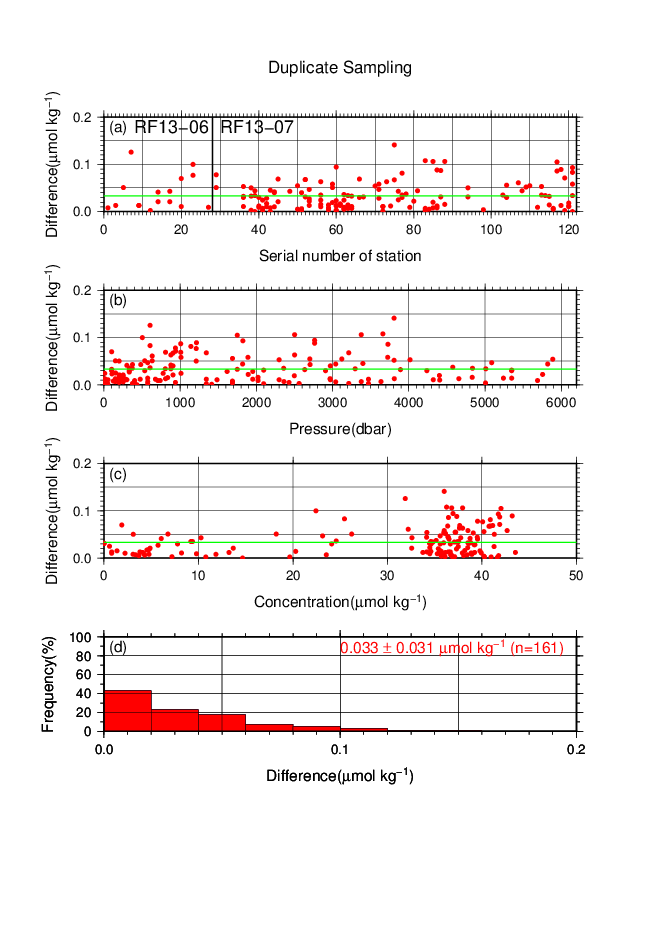 Duplicate Sampling
Difference(μmol kg⁻¹)
(a) RF13−06 RF13−07
0.2
0.1
0.0
0 20 40 60 80 100 120
Serial number of station
Difference(μmol kg⁻¹)
(b)
0.2
0.1
0.0
0 1000 2000 3000 4000 5000 6000
Pressure(dbar)
Difference(μmol kg⁻¹)
(c)
0.2
0.1
0.0
0 10 20 30 40 50
Concentration(μmol kg⁻¹)
Frequency(%)
(d) 0.033 ± 0.031 μmol kg⁻¹ (n=161)
100
80
60
40
20
0
0.0 0.1 0.2
Difference(μmol kg⁻¹)